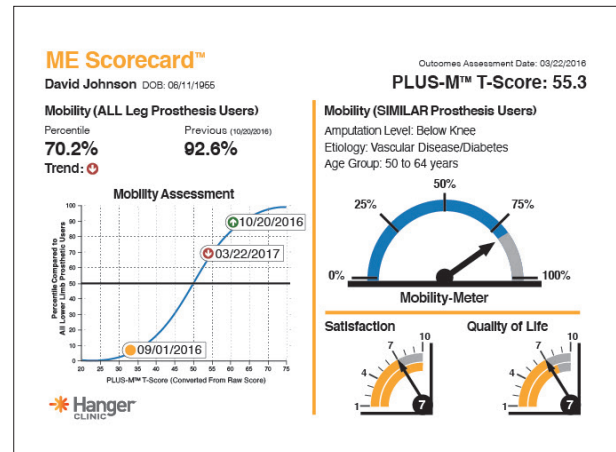 ME Scorecard™
Outcomes Assessment Date: 03/22/2016
David Johnson DOB: 06/11/1955
PLUS-M™ T-Score: 55.3
Mobility (ALL Leg Prosthesis Users)
Percentile
Previous (10/20/2016)
70.2%
92.6%
Trend:
Mobility Assessment
Percentile Compared to
All Lower Limb Prosthetic Users
100
90
80
70
60
50
40
30
20
10
0
10/20/2016
03/22/2017
09/01/2016
20 25 30 35 40 45 50 55 60 65 70 75
PLUS-M™ T-Score (Converted From Raw Score)
Hanger
CLINIC
Mobility (SIMILAR Prosthesis Users)
Amputation Level: Below Knee
Etiology: Vascular Disease/Diabetes
Age Group: 50 to 64 years
0%
25%
50%
75%
100%
Mobility-Meter
Satisfaction
1
4
7
10
7
Quality of Life
1
4
7
10
7